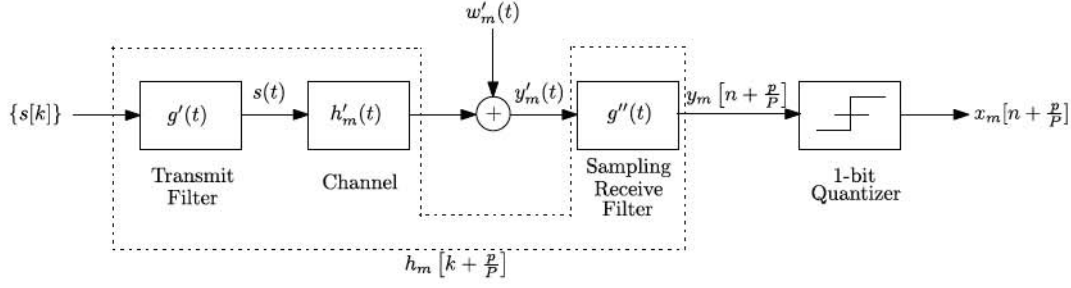 w′_m(t)
{s[k]}
g′(t)
s(t)
h′_m(t)
+
y′_m(t)
g″(t)
y_m [n + p/P]
x_m[n + p/P]
Transmit
Filter
Channel
Sampling
Receive
Filter
1-bit
Quantizer
h_m [k + p/P]